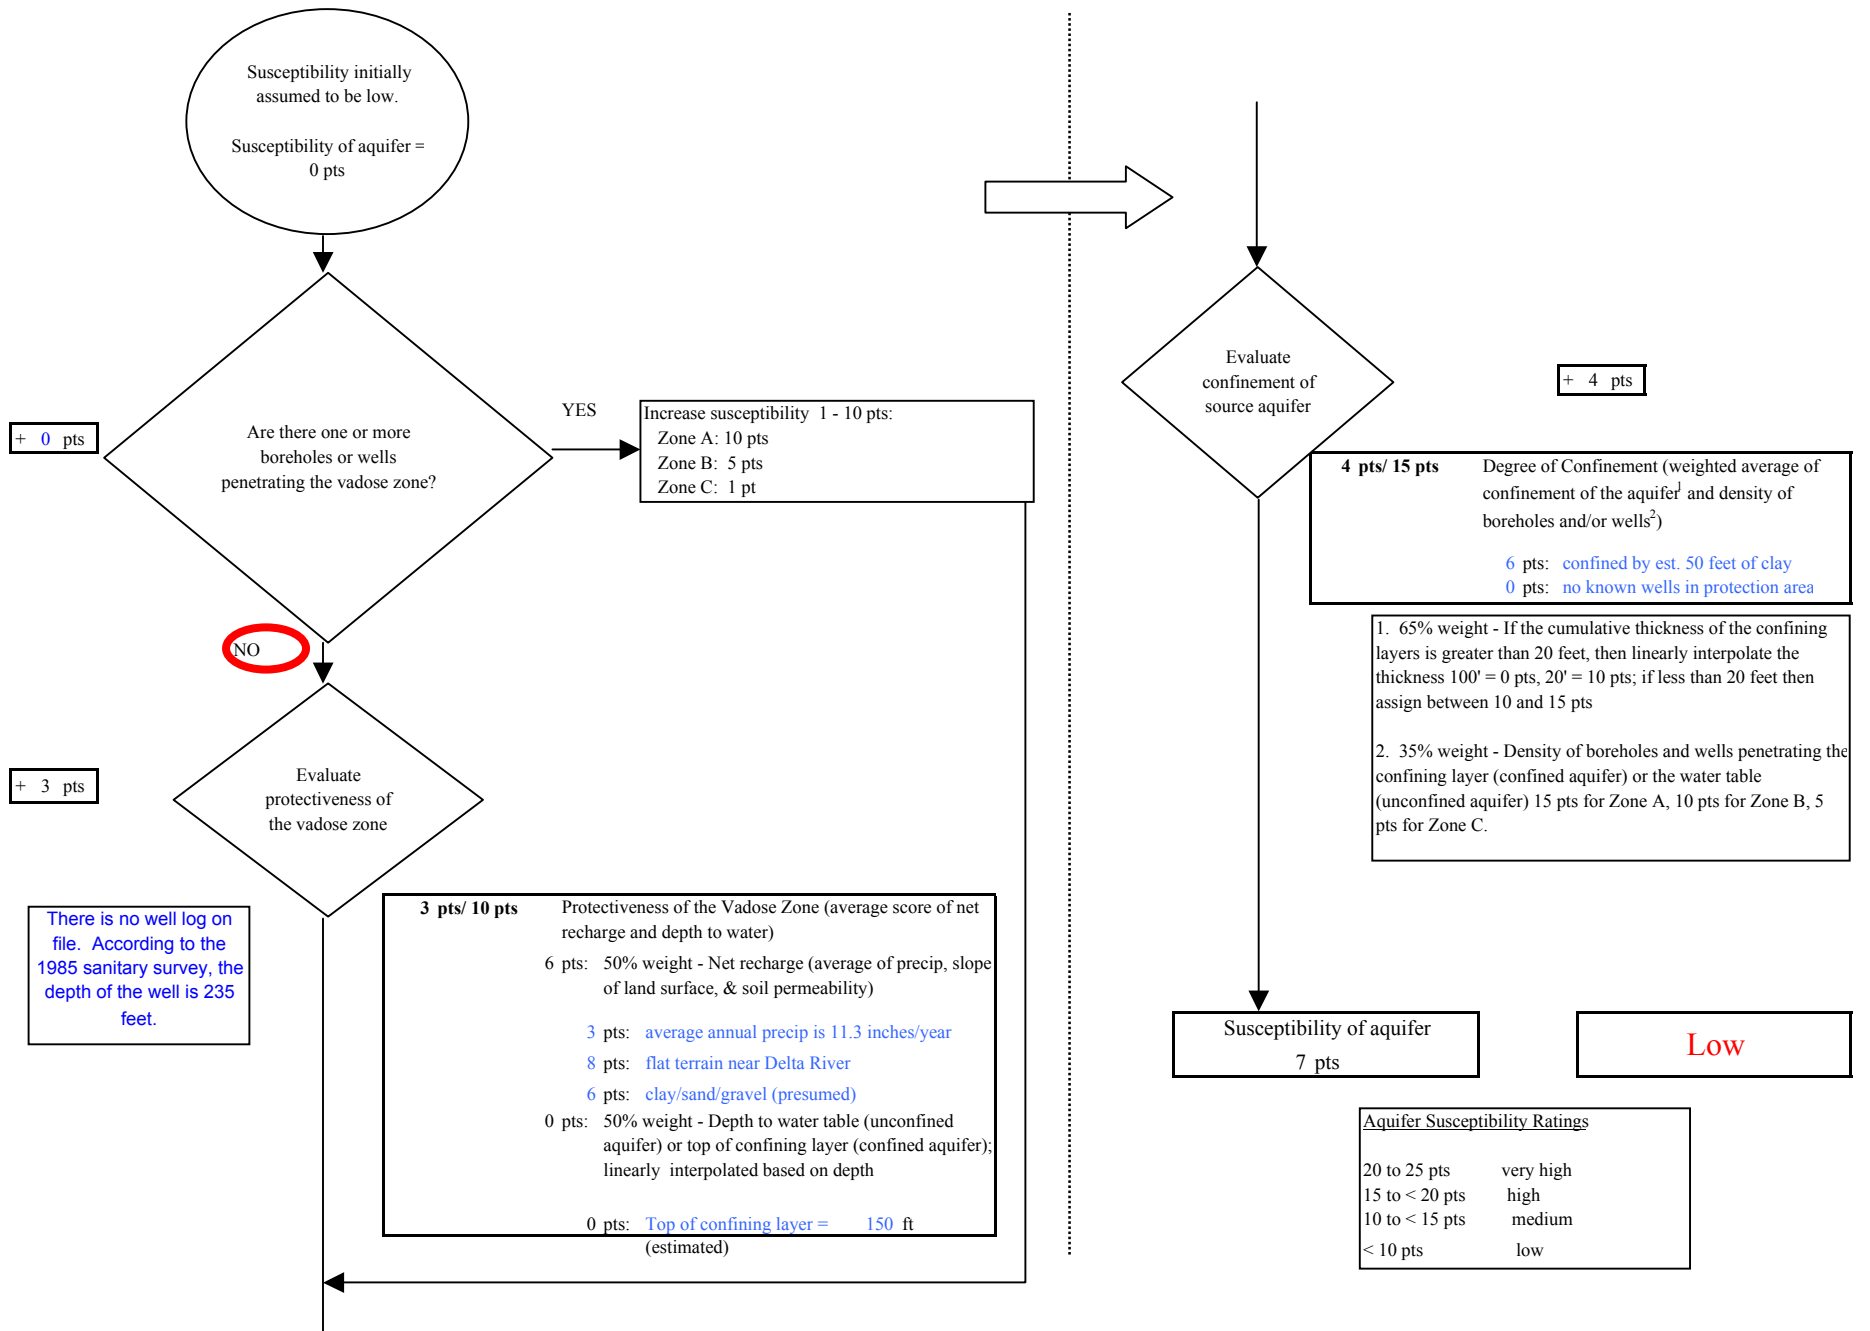 Susceptibility initially
assumed to be low.
Susceptibility of aquifer =
0 pts
+ 0 pts
Are there one or more
boreholes or wells
penetrating the vadose zone?
YES
Increase susceptibility 1 - 10 pts:
Zone A: 10 pts
Zone B: 5 pts
Zone C: 1 pt
NO
+ 3 pts
Evaluate
protectiveness of
the vadose zone
There is no well log on
file. According to the
1985 sanitary survey, the
depth of the well is 235
feet.
3 pts/ 10 pts Protectiveness of the Vadose Zone (average score of net
recharge and depth to water)
6 pts: 50% weight - Net recharge (average of precip, slope
of land surface, & soil permeability)
3 pts: average annual precip is 11.3 inches/year
8 pts: flat terrain near Delta River
6 pts: clay/sand/gravel (presumed)
0 pts: 50% weight - Depth to water table (unconfined
aquifer) or top of confining layer (confined aquifer);
linearly interpolated based on depth
0 pts: Top of confining layer = 150 ft
(estimated)
Evaluate
confinement of
source aquifer
+ 4 pts
4 pts/ 15 pts Degree of Confinement (weighted average of
confinement of the aquifer1 and density of
boreholes and/or wells2)
6 pts: confined by est. 50 feet of clay
0 pts: no known wells in protection area
1. 65% weight - If the cumulative thickness of the confining
layers is greater than 20 feet, then linearly interpolate the
thickness 100' = 0 pts, 20' = 10 pts; if less than 20 feet then
assign between 10 and 15 pts
2. 35% weight - Density of boreholes and wells penetrating the
confining layer (confined aquifer) or the water table
(unconfined aquifer) 15 pts for Zone A, 10 pts for Zone B, 5
pts for Zone C.
Susceptibility of aquifer
7 pts
Low
Aquifer Susceptibility Ratings
20 to 25 pts very high
15 to < 20 pts high
10 to < 15 pts medium
< 10 pts low